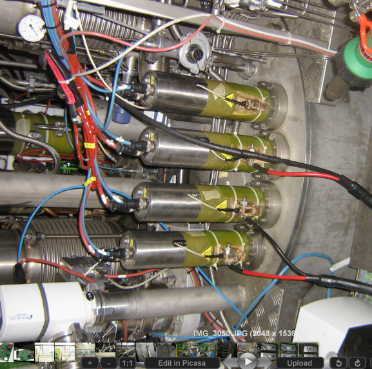 IMG_3050.JPG (2048 x 1536
1:1
Edit in Picasa
Upload